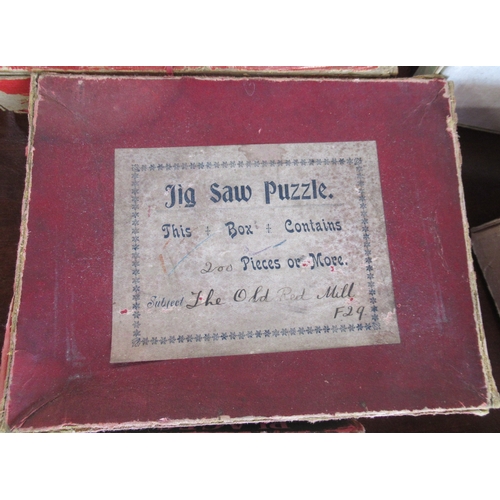 Jig Saw Puzzle.
This Box Contains
200 Pieces or More.
Subject The Old Red Mill
F29